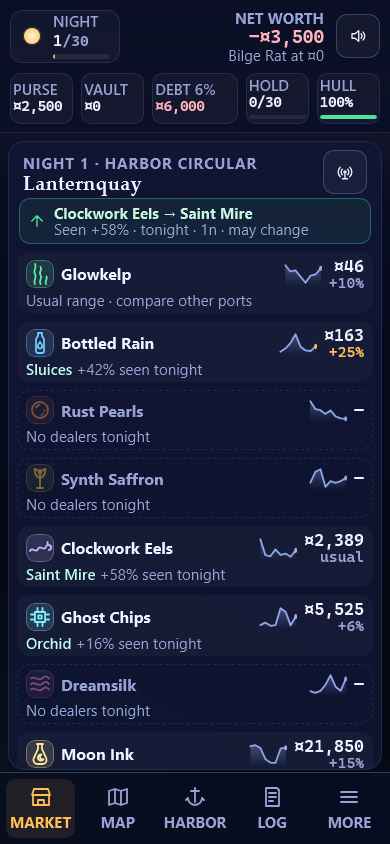 NIGHT
1/30
NET WORTH
−¤3,500
Bilge Rat at ¤0
PURSE
¤2,500
VAULT
¤0
DEBT 6%
¤6,000
HOLD
0/30
HULL
100%
NIGHT 1 · HARBOR CIRCULAR
Lanternquay
Clockwork Eels → Saint Mire
Seen +58% · tonight · 1n · may change
Glowkelp
¤46
+10%
Usual range · compare other ports
Bottled Rain
¤163
+25%
Sluices +42% seen tonight
Rust Pearls
–
No dealers tonight
Synth Saffron
–
No dealers tonight
Clockwork Eels
¤2,389
usual
Saint Mire +58% seen tonight
Ghost Chips
¤5,525
+6%
Orchid +16% seen tonight
Dreamsilk
–
No dealers tonight
Moon Ink
¤21,850
+15%
MARKET
MAP
HARBOR
LOG
MORE